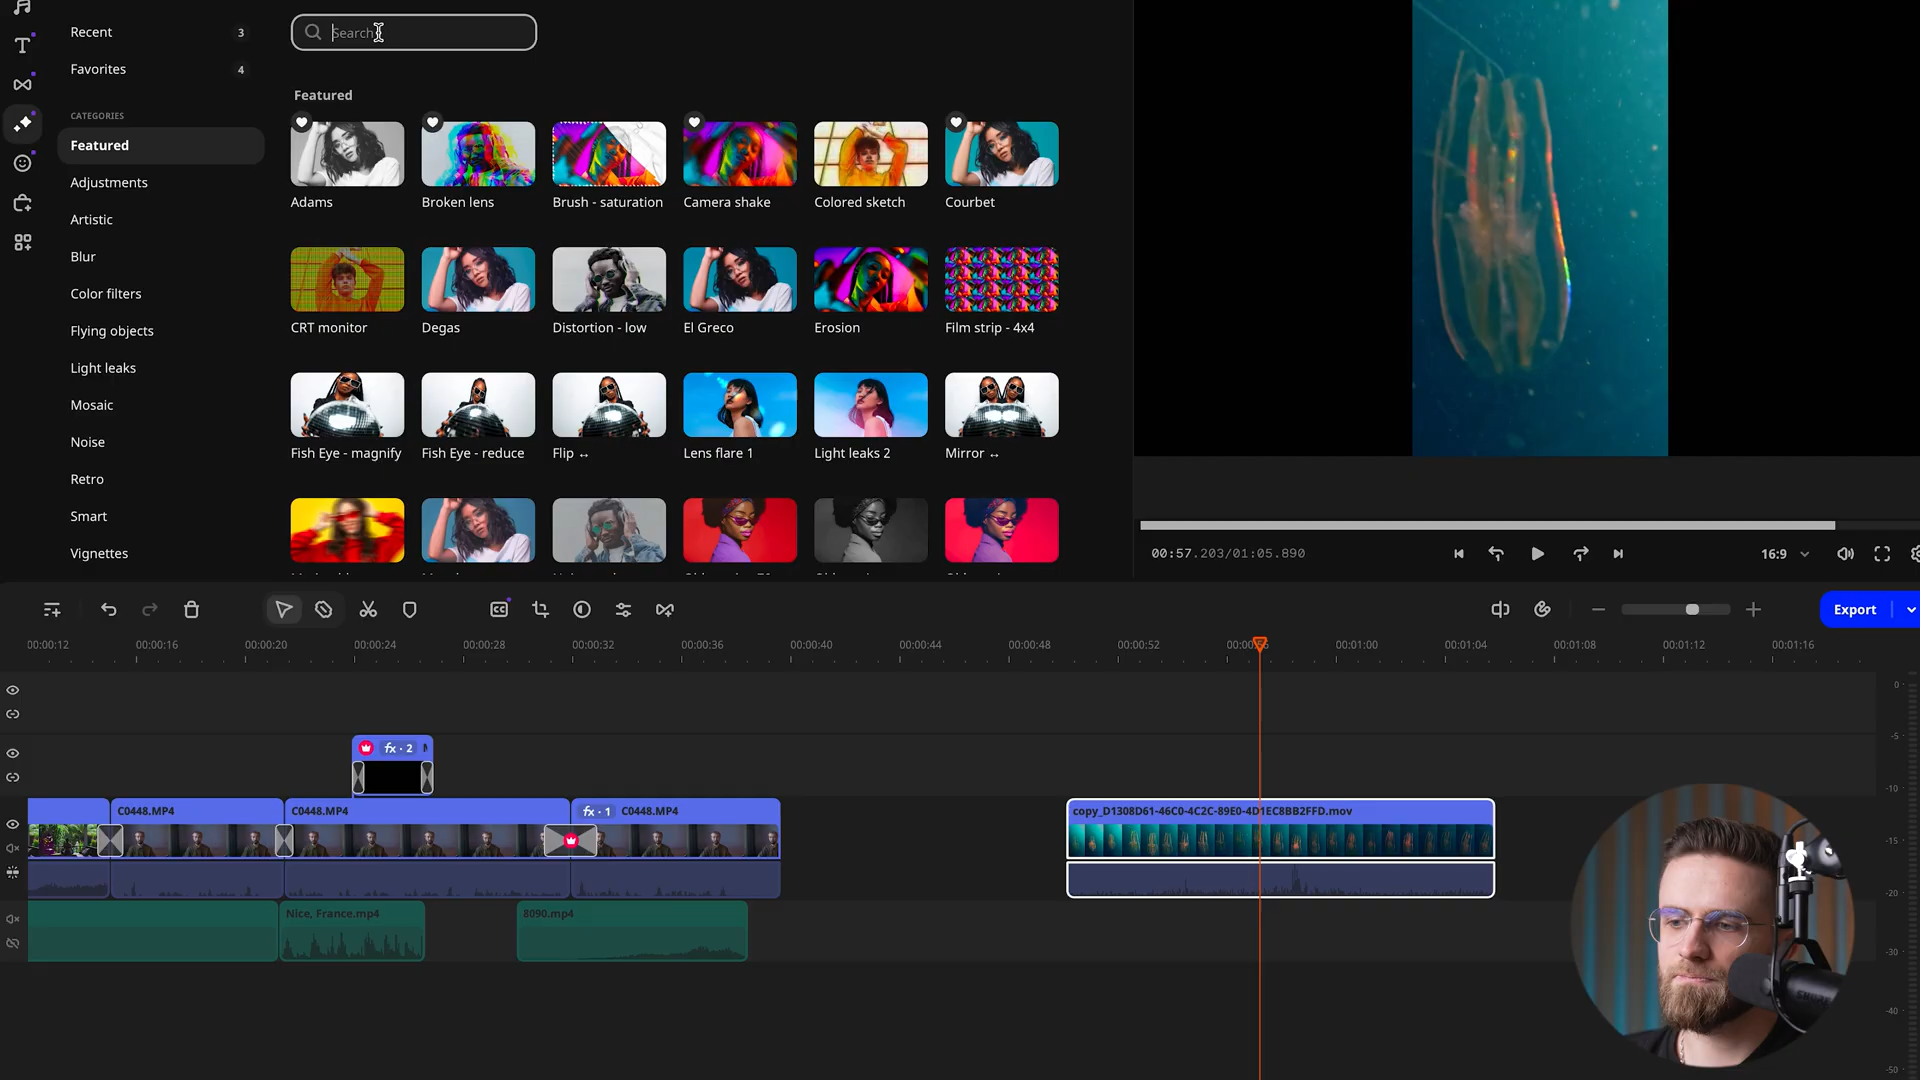 Recent 3
Favorites 4
CATEGORIES
Featured
Adjustments
Artistic
Blur
Color filters
Flying objects
Light leaks
Mosaic
Noise
Retro
Smart
Vignettes
Search
Featured
Adams Broken lens Brush - saturation Camera shake Colored sketch Courbet
CRT monitor Degas Distortion - low El Greco Erosion Film strip - 4x4
Fish Eye - magnify Fish Eye - reduce Flip ↔ Lens flare 1 Light leaks 2 Mirror ↔
00:57.203/01:05.890
16:9
CC
Export
00:00:12 00:00:16 00:00:20 00:00:24 00:00:28 00:00:32 00:00:36 00:00:40 00:00:44 00:00:48 00:00:52 00:01:00 00:01:04 00:01:08 00:01:12 00:01:16
0
-5
-10
-15
-20
-30
-40
-50
fx · 2
C0448.MP4 C0448.MP4 fx · 1 C0448.MP4 copy_D1308D61-46C0-4C2C-89E0-4D1EC8BB2FFD.mov
Nice, France.mp4 8090.mp4
SHURE